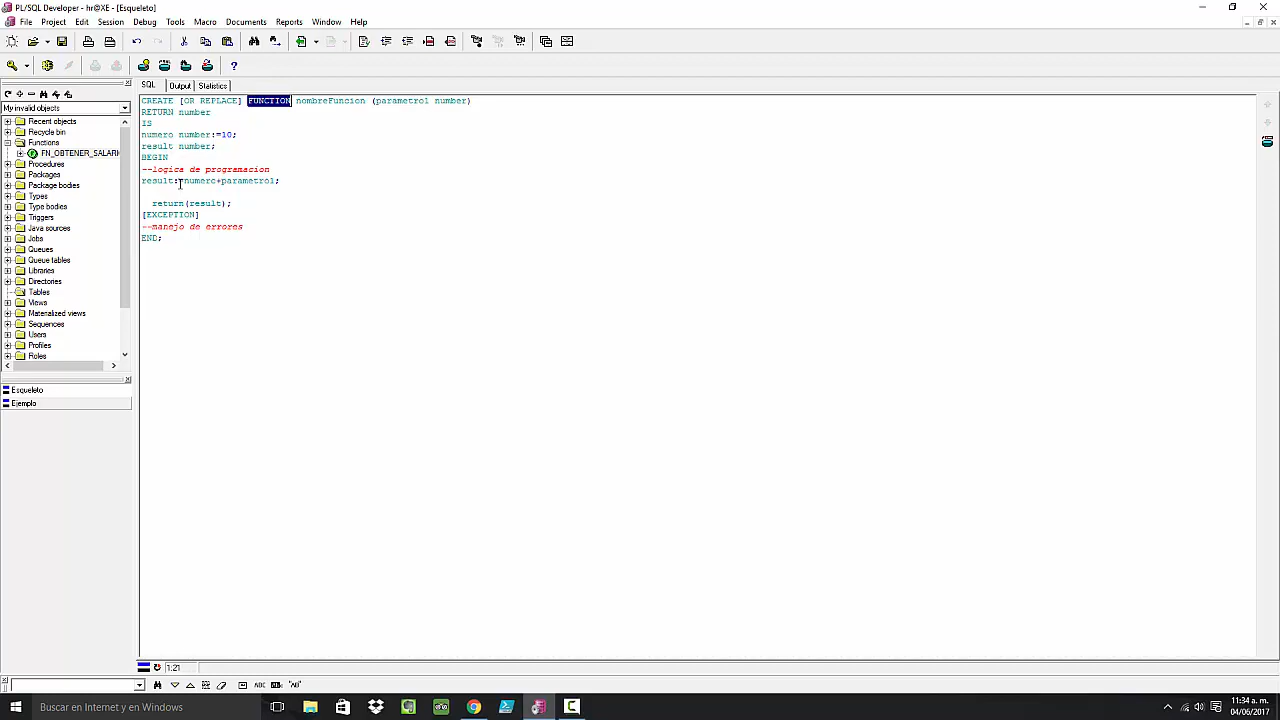 PL/SQL Developer - hr@XE - [Esqueleto]
File Project Edit Session Debug Tools Macro Documents Reports Window Help
SQL Output Statistics
My invalid objects
Recent objects
Recycle bin
Functions
FN_OBTENER_SALARI
Procedures
Packages
Package bodies
Types
Type bodies
Triggers
Java sources
Jobs
Queues
Queue tables
Libraries
Directories
Tables
Views
Materialized views
Sequences
Users
Profiles
Roles
Esqueleto
Ejemplo
CREATE [OR REPLACE] FUNCTION nombreFuncion (parametro1 number)
RETURN number
IS
numero number:=10;
result number;
BEGIN
--logica de programacion
result:=numero+parametro1;
return(result);
[EXCEPTION]
--manejo de errores
END;
1:21
Buscar en Internet y en Windows
11:34 a. m.
04/06/2017